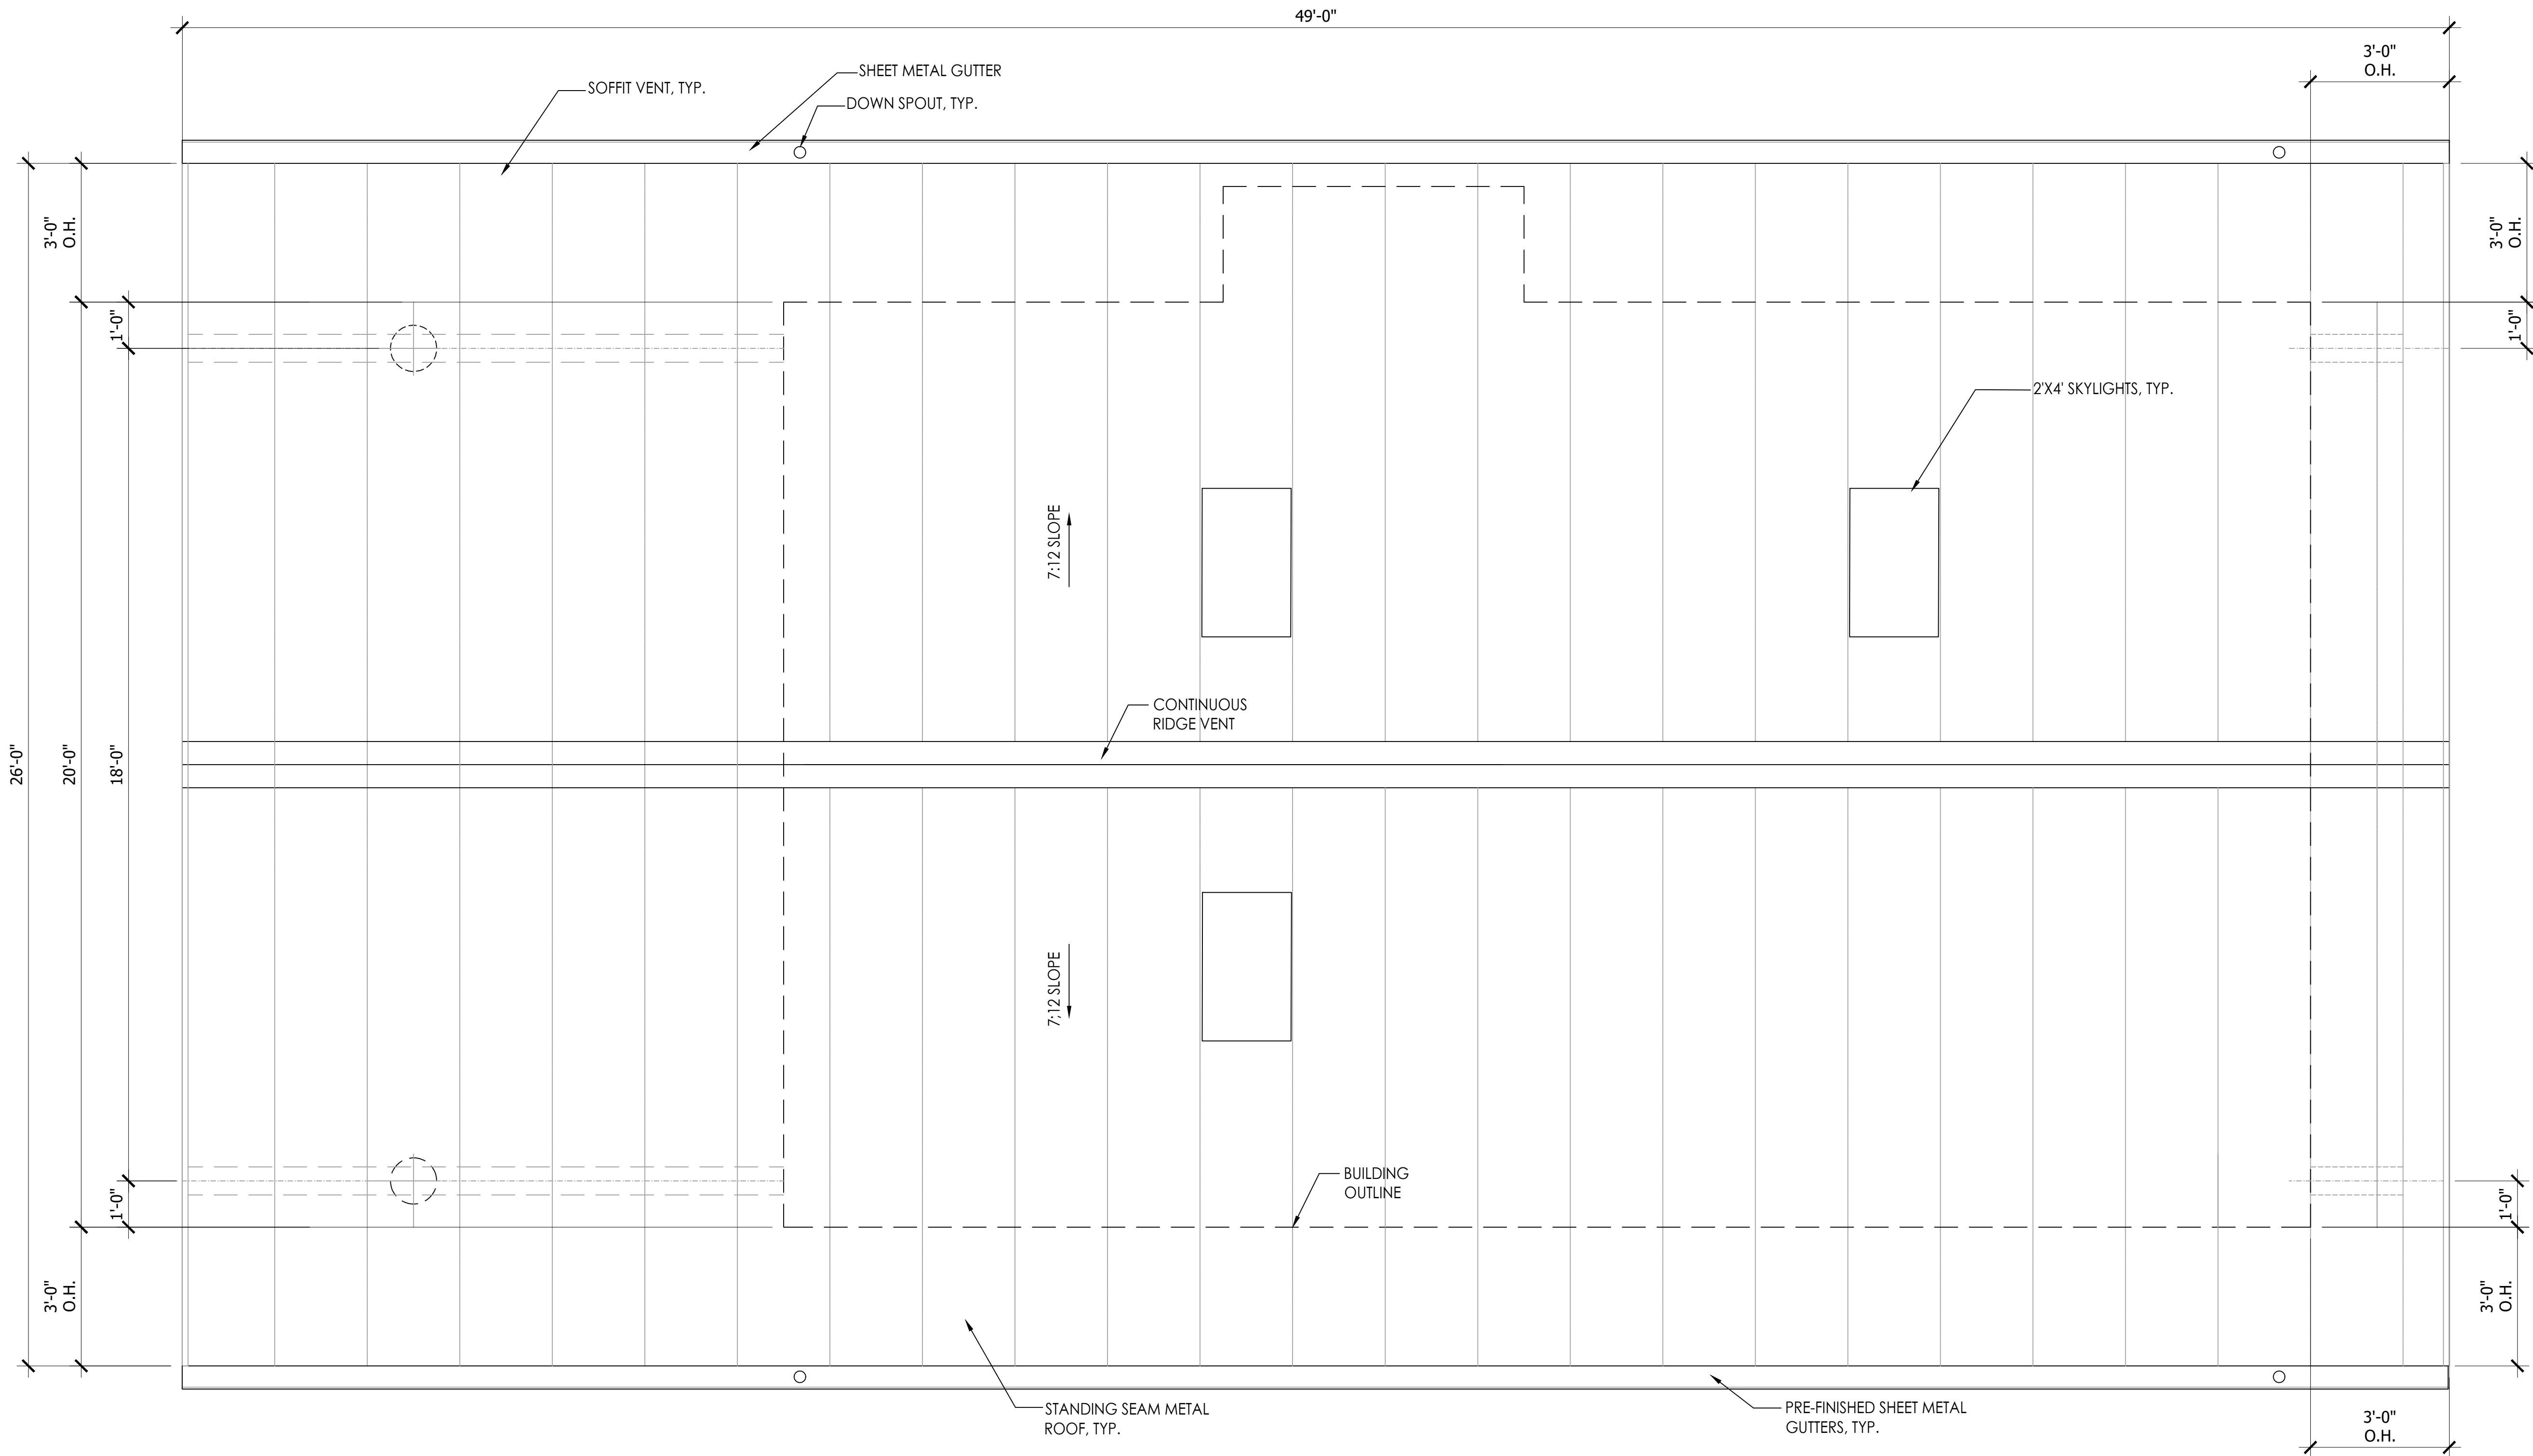 49'-0"
3'-0"
O.H.
SHEET METAL GUTTER
SOFFIT VENT, TYP.
DOWN SPOUT, TYP.
3'-0"
O.H.
3'-0"
O.H.
1'-0"
1'-0"
2'X4' SKYLIGHTS, TYP.
7:12 SLOPE
CONTINUOUS
RIDGE VENT
26'-0"
20'-0"
18'-0"
7:12 SLOPE
BUILDING
OUTLINE
1'-0"
1'-0"
3'-0"
O.H.
3'-0"
O.H.
STANDING SEAM METAL
ROOF, TYP.
PRE-FINISHED SHEET METAL
GUTTERS, TYP.
3'-0"
O.H.